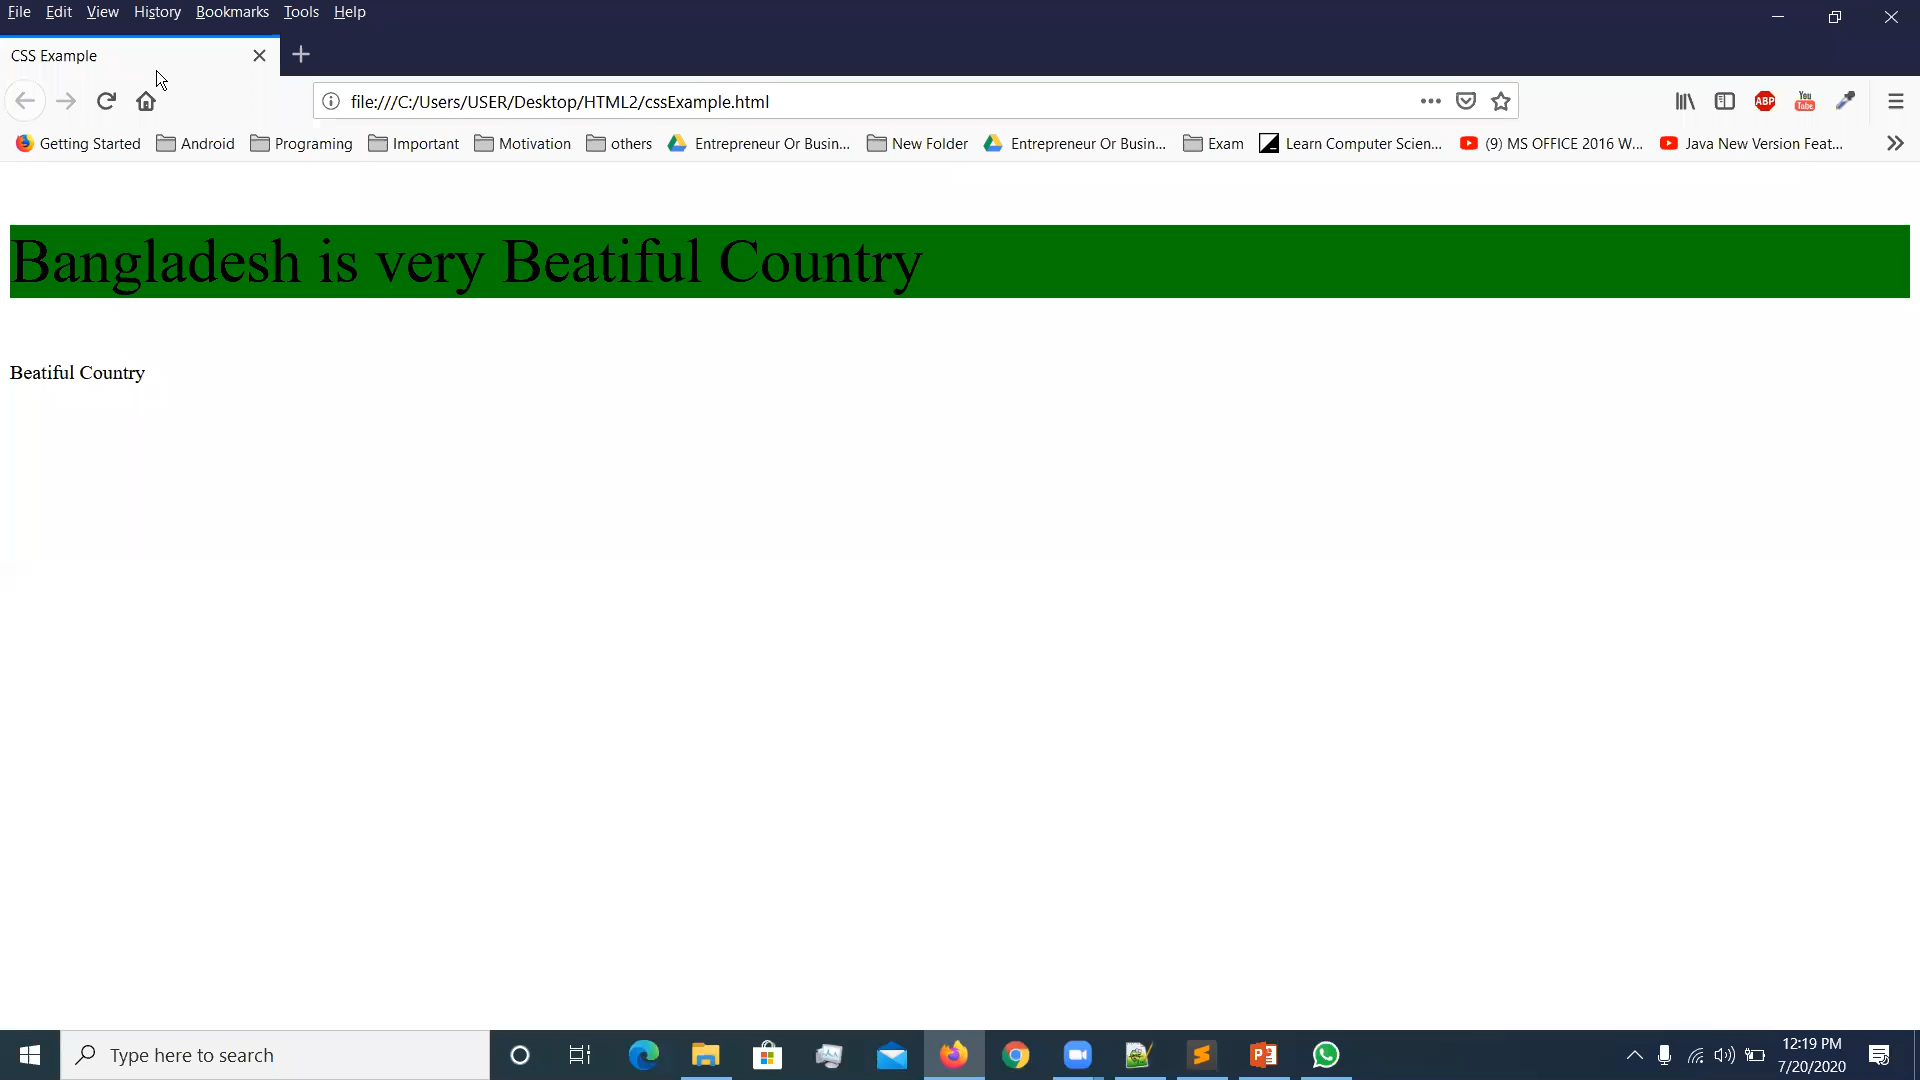 File Edit View History Bookmarks Tools Help
CSS Example
file:///C:/Users/USER/Desktop/HTML2/cssExample.html
ABP
You
Tube
Getting Started Android Programing Important Motivation others Entrepreneur Or Busin... New Folder Entrepreneur Or Busin... Exam Learn Computer Scien... (9) MS OFFICE 2016 W... Java New Version Feat...
Bangladesh is very Beatiful Country
Beatiful Country
Type here to search
12:19 PM
7/20/2020